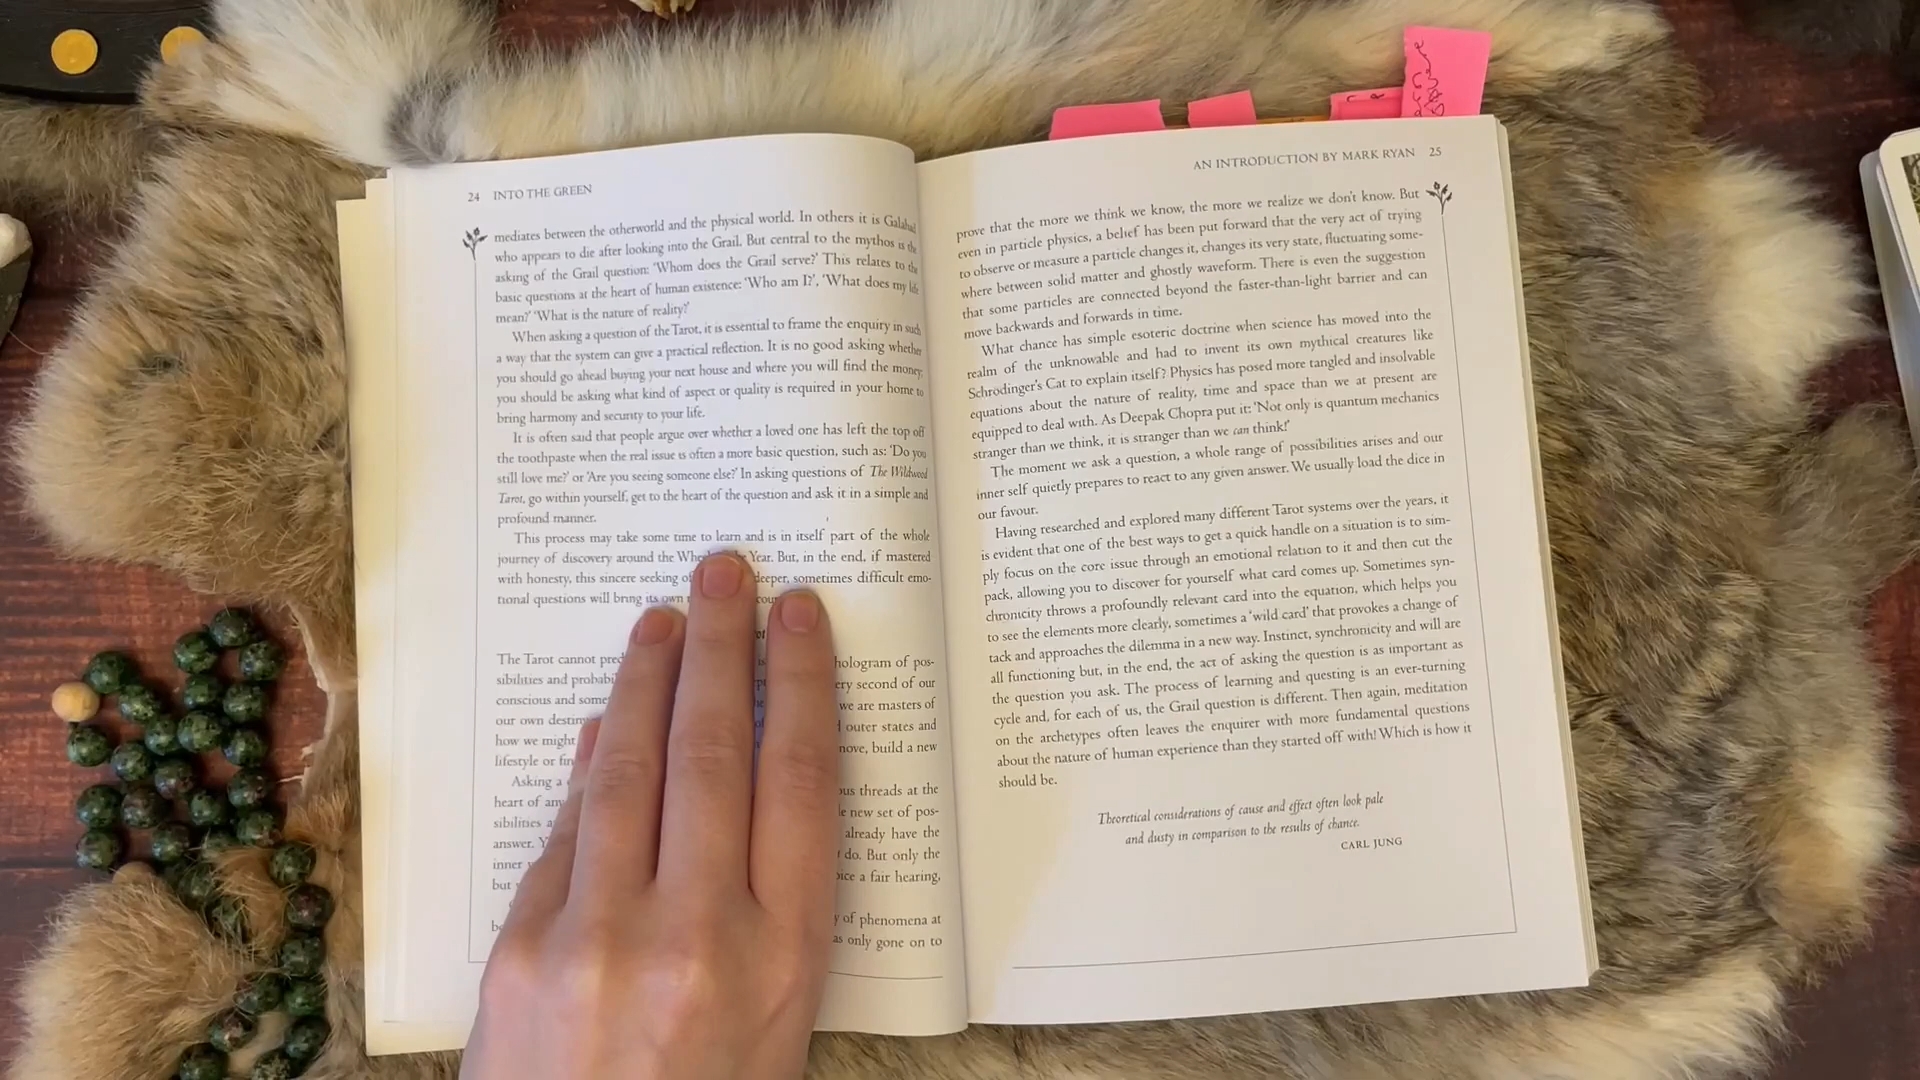 24 INTO THE GREEN
mediates between the otherworld and the physical world. In others it is Galahad
who appears to die after looking into the Grail. But central to the mythos is the
asking of the Grail question: 'Whom does the Grail serve?' This relates to the
basic questions at the heart of human existence: 'Who am I?', 'What does my life
mean?' 'What is the nature of reality?'
When asking a question of the Tarot, it is essential to frame the enquiry in such
a way that the system can give a practical reflection. It is no good asking whether
you should go ahead buying your next house and where you will find the money;
you should be asking what kind of aspect or quality is required in your home to
bring harmony and security to your life.
It is often said that people argue over whether a loved one has left the top off
the toothpaste when the real issue is often a more basic question, such as: 'Do you
still love me?' or 'Are you seeing someone else?' In asking questions of The Wildwood
Tarot, go within yourself, get to the heart of the question and ask it in a simple and
profound manner.
This process may take some time to learn and is in itself part of the whole
journey of discovery around the Year. But, in the end, if mastered
with honesty, this sincere seeking deeper, sometimes difficult emo-
tional questions will bring its own
The Tarot cannot hologram of pos-
sibilities and ery second of our
conscious and we are masters of
our own outer states and
how we might build a new
lifestyle or
Asking a threads at the
heart of new set of pos-
sibilities already have the
answer. do. But only the
inner a fair hearing,
but
of phenomena at
as only gone on to
AN INTRODUCTION BY MARK RYAN 25
prove that the more we think we know, the more we realize we don't know. But
even in particle physics, a belief has been put forward that the very act of trying
to observe or measure a particle changes it, changes its very state, fluctuating some-
where between solid matter and ghostly waveform. There is even the suggestion
that some particles are connected beyond the faster-than-light barrier and can
move backwards and forwards in time.
What chance has simple esoteric doctrine when science has moved into the
realm of the unknowable and had to invent its own mythical creatures like
Schrödinger's Cat to explain itself? Physics has posed more tangled and insolvable
equations about the nature of reality, time and space than we at present are
equipped to deal with. As Deepak Chopra put it: 'Not only is quantum mechanics
stranger than we think, it is stranger than we can think!'
The moment we ask a question, a whole range of possibilities arises and our
inner self quietly prepares to react to any given answer. We usually load the dice in
our favour.
Having researched and explored many different Tarot systems over the years, it
is evident that one of the best ways to get a quick handle on a situation is to sim-
ply focus on the core issue through an emotional relation to it and then cut the
pack, allowing you to discover for yourself what card comes up. Sometimes syn-
chronicity throws a profoundly relevant card into the equation, which helps you
to see the elements more clearly, sometimes a 'wild card' that provokes a change of
tack and approaches the dilemma in a new way. Instinct, synchronicity and will are
all functioning but, in the end, the act of asking the question is as important as
the question you ask. The process of learning and questing is an ever-turning
cycle and, for each of us, the Grail question is different. Then again, meditation
on the archetypes often leaves the enquirer with more fundamental questions
about the nature of human experience than they started off with! Which is how it
should be.
Theoretical considerations of cause and effect often look pale
and dusty in comparison to the results of chance.
CARL JUNG